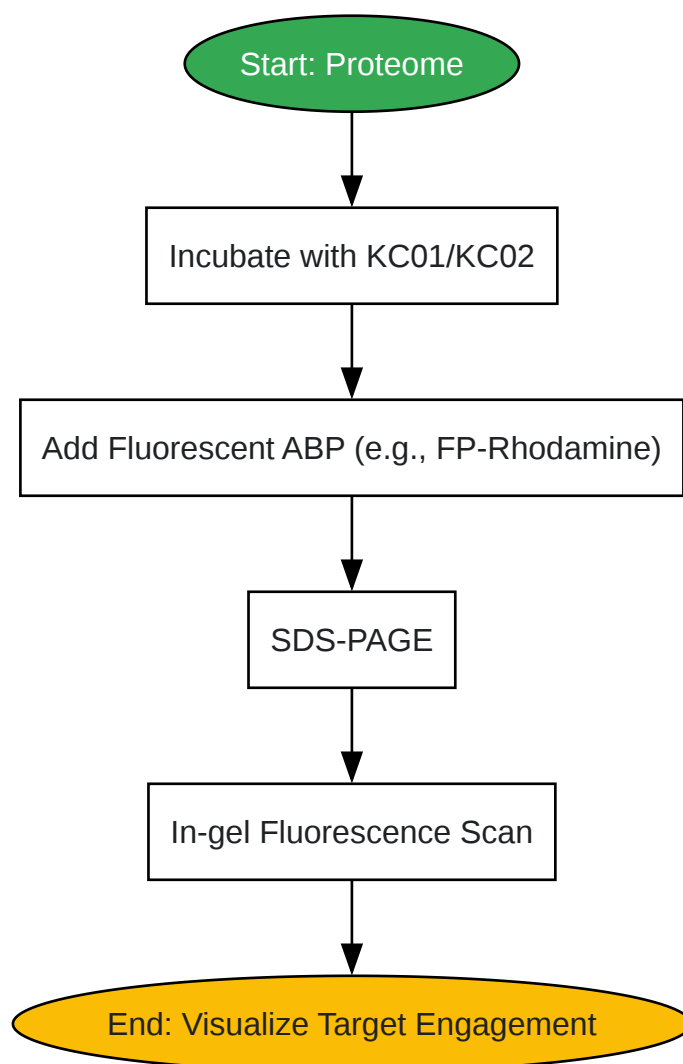 Start: Proteome
Incubate with KC01/KC02
Add Fluorescent ABP (e.g., FP-Rhodamine)
SDS-PAGE
In-gel Fluorescence Scan
End: Visualize Target Engagement